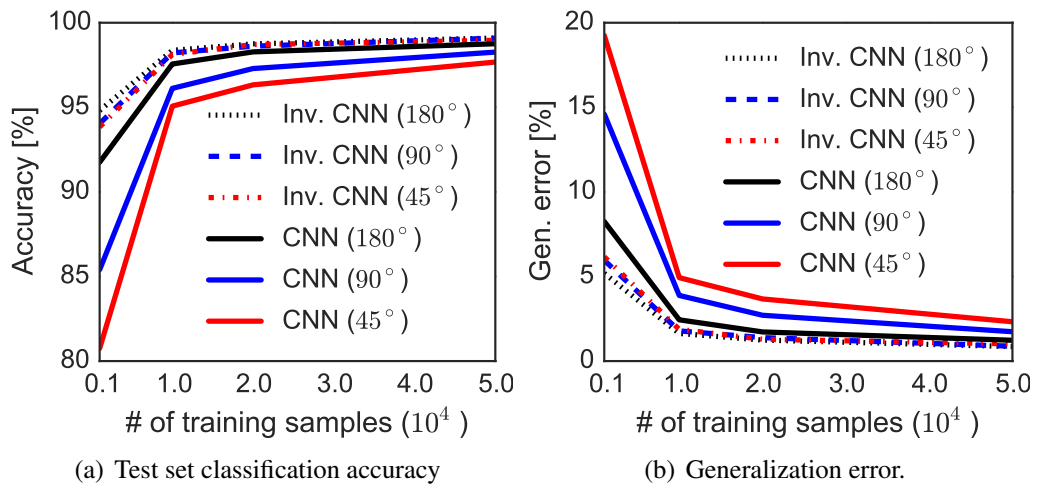 100
95
90
85
80
Accuracy [%]
Inv. CNN (180°)
Inv. CNN (90°)
Inv. CNN (45°)
CNN (180°)
CNN (90°)
CNN (45°)
0.1 1.0 2.0 3.0 4.0 5.0
# of training samples (10⁴ )
(a) Test set classification accuracy
20
15
10
5
0
Gen. error [%]
Inv. CNN (180°)
Inv. CNN (90°)
Inv. CNN (45°)
CNN (180°)
CNN (90°)
CNN (45°)
0.1 1.0 2.0 3.0 4.0 5.0
# of training samples (10⁴ )
(b) Generalization error.